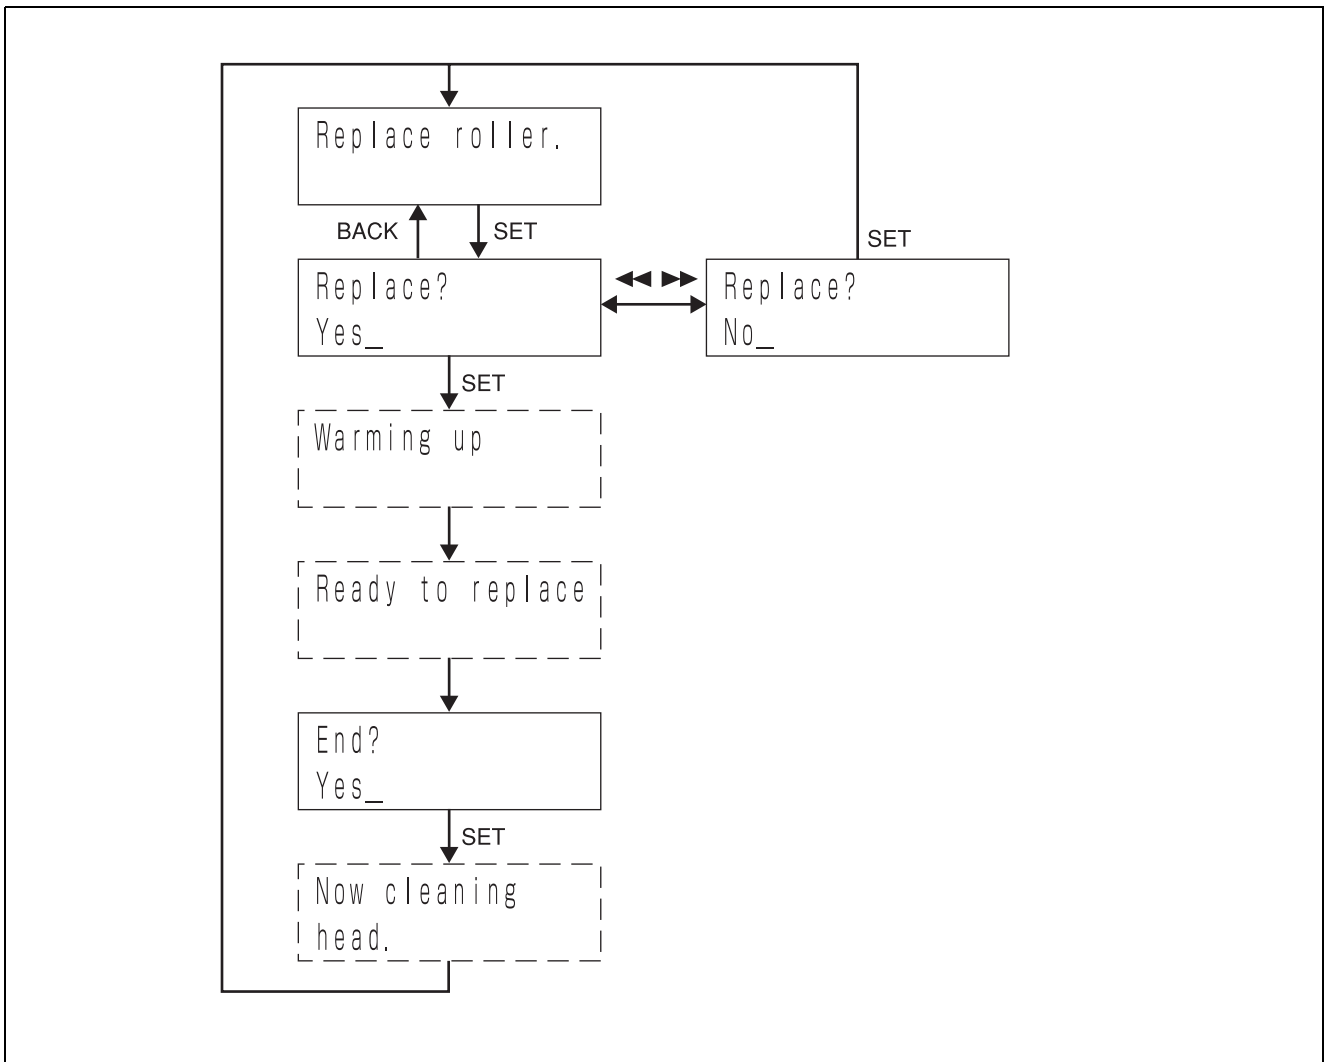 Replace roller.
BACK
SET
SET
Replace?
Yes_
Replace?
No_
SET
Warming up
Ready to replace
End?
Yes_
SET
Now cleaning
head.